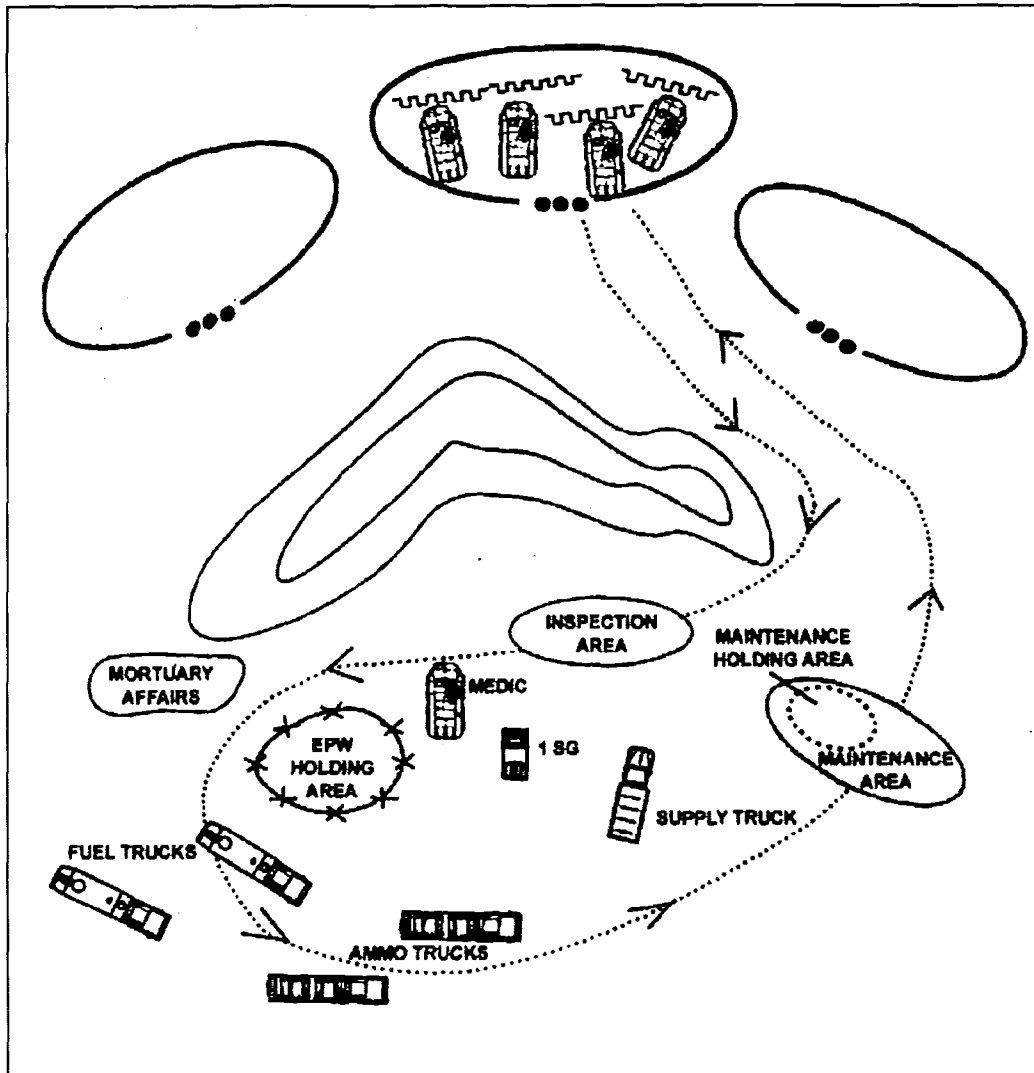 INSPECTION
AREA
MAINTENANCE
HOLDING AREA
MORTUARY
AFFAIRS
MEDIC
EPW
HOLDING
AREA
1 SG
MAINTENANCE
AREA
SUPPLY TRUCK
FUEL TRUCKS
AMMO TRUCKS